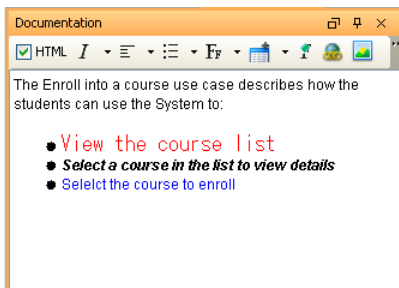 Documentation
HTML
The Enroll into a course use case describes how the
students can use the System to:
View the course list
Select a course in the list to view details
Selelct the course to enroll